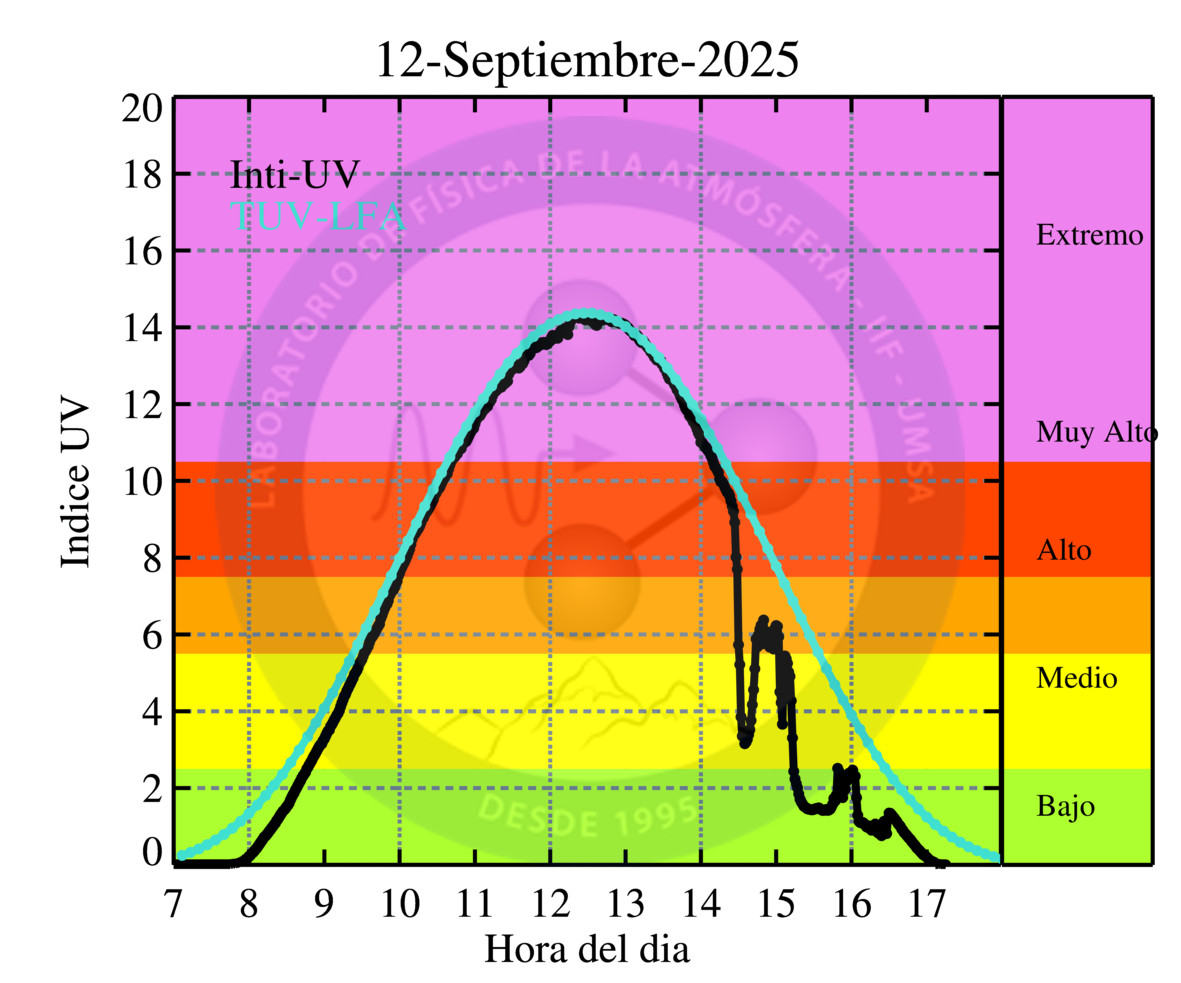 12-Septiembre-2025
20
18
16
14
12
10
8
6
4
2
0
Indice UV
Inti-UV
TUV-LFA
LABORATORIO DE FÍSICA DE LA ATMÓSFERA - IIF - UMSA
DESDE 1995
Extremo
Muy Alto
Alto
Medio
Bajo
7 8 9 10 11 12 13 14 15 16 17
Hora del dia